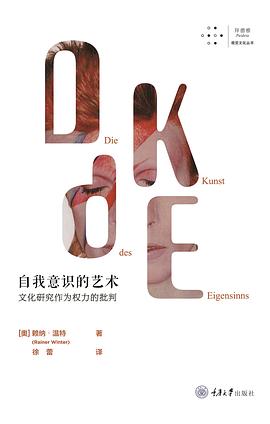 拜德雅
Paideia
视觉文化丛书
D
K
Die
Kunst
d
E
des
Eigensinns
自我意识的艺术
文化研究作为权力的批判
[奥] 赖纳·温特 著
(Rainer Winter)
徐蕾 译
重庆大学出版社